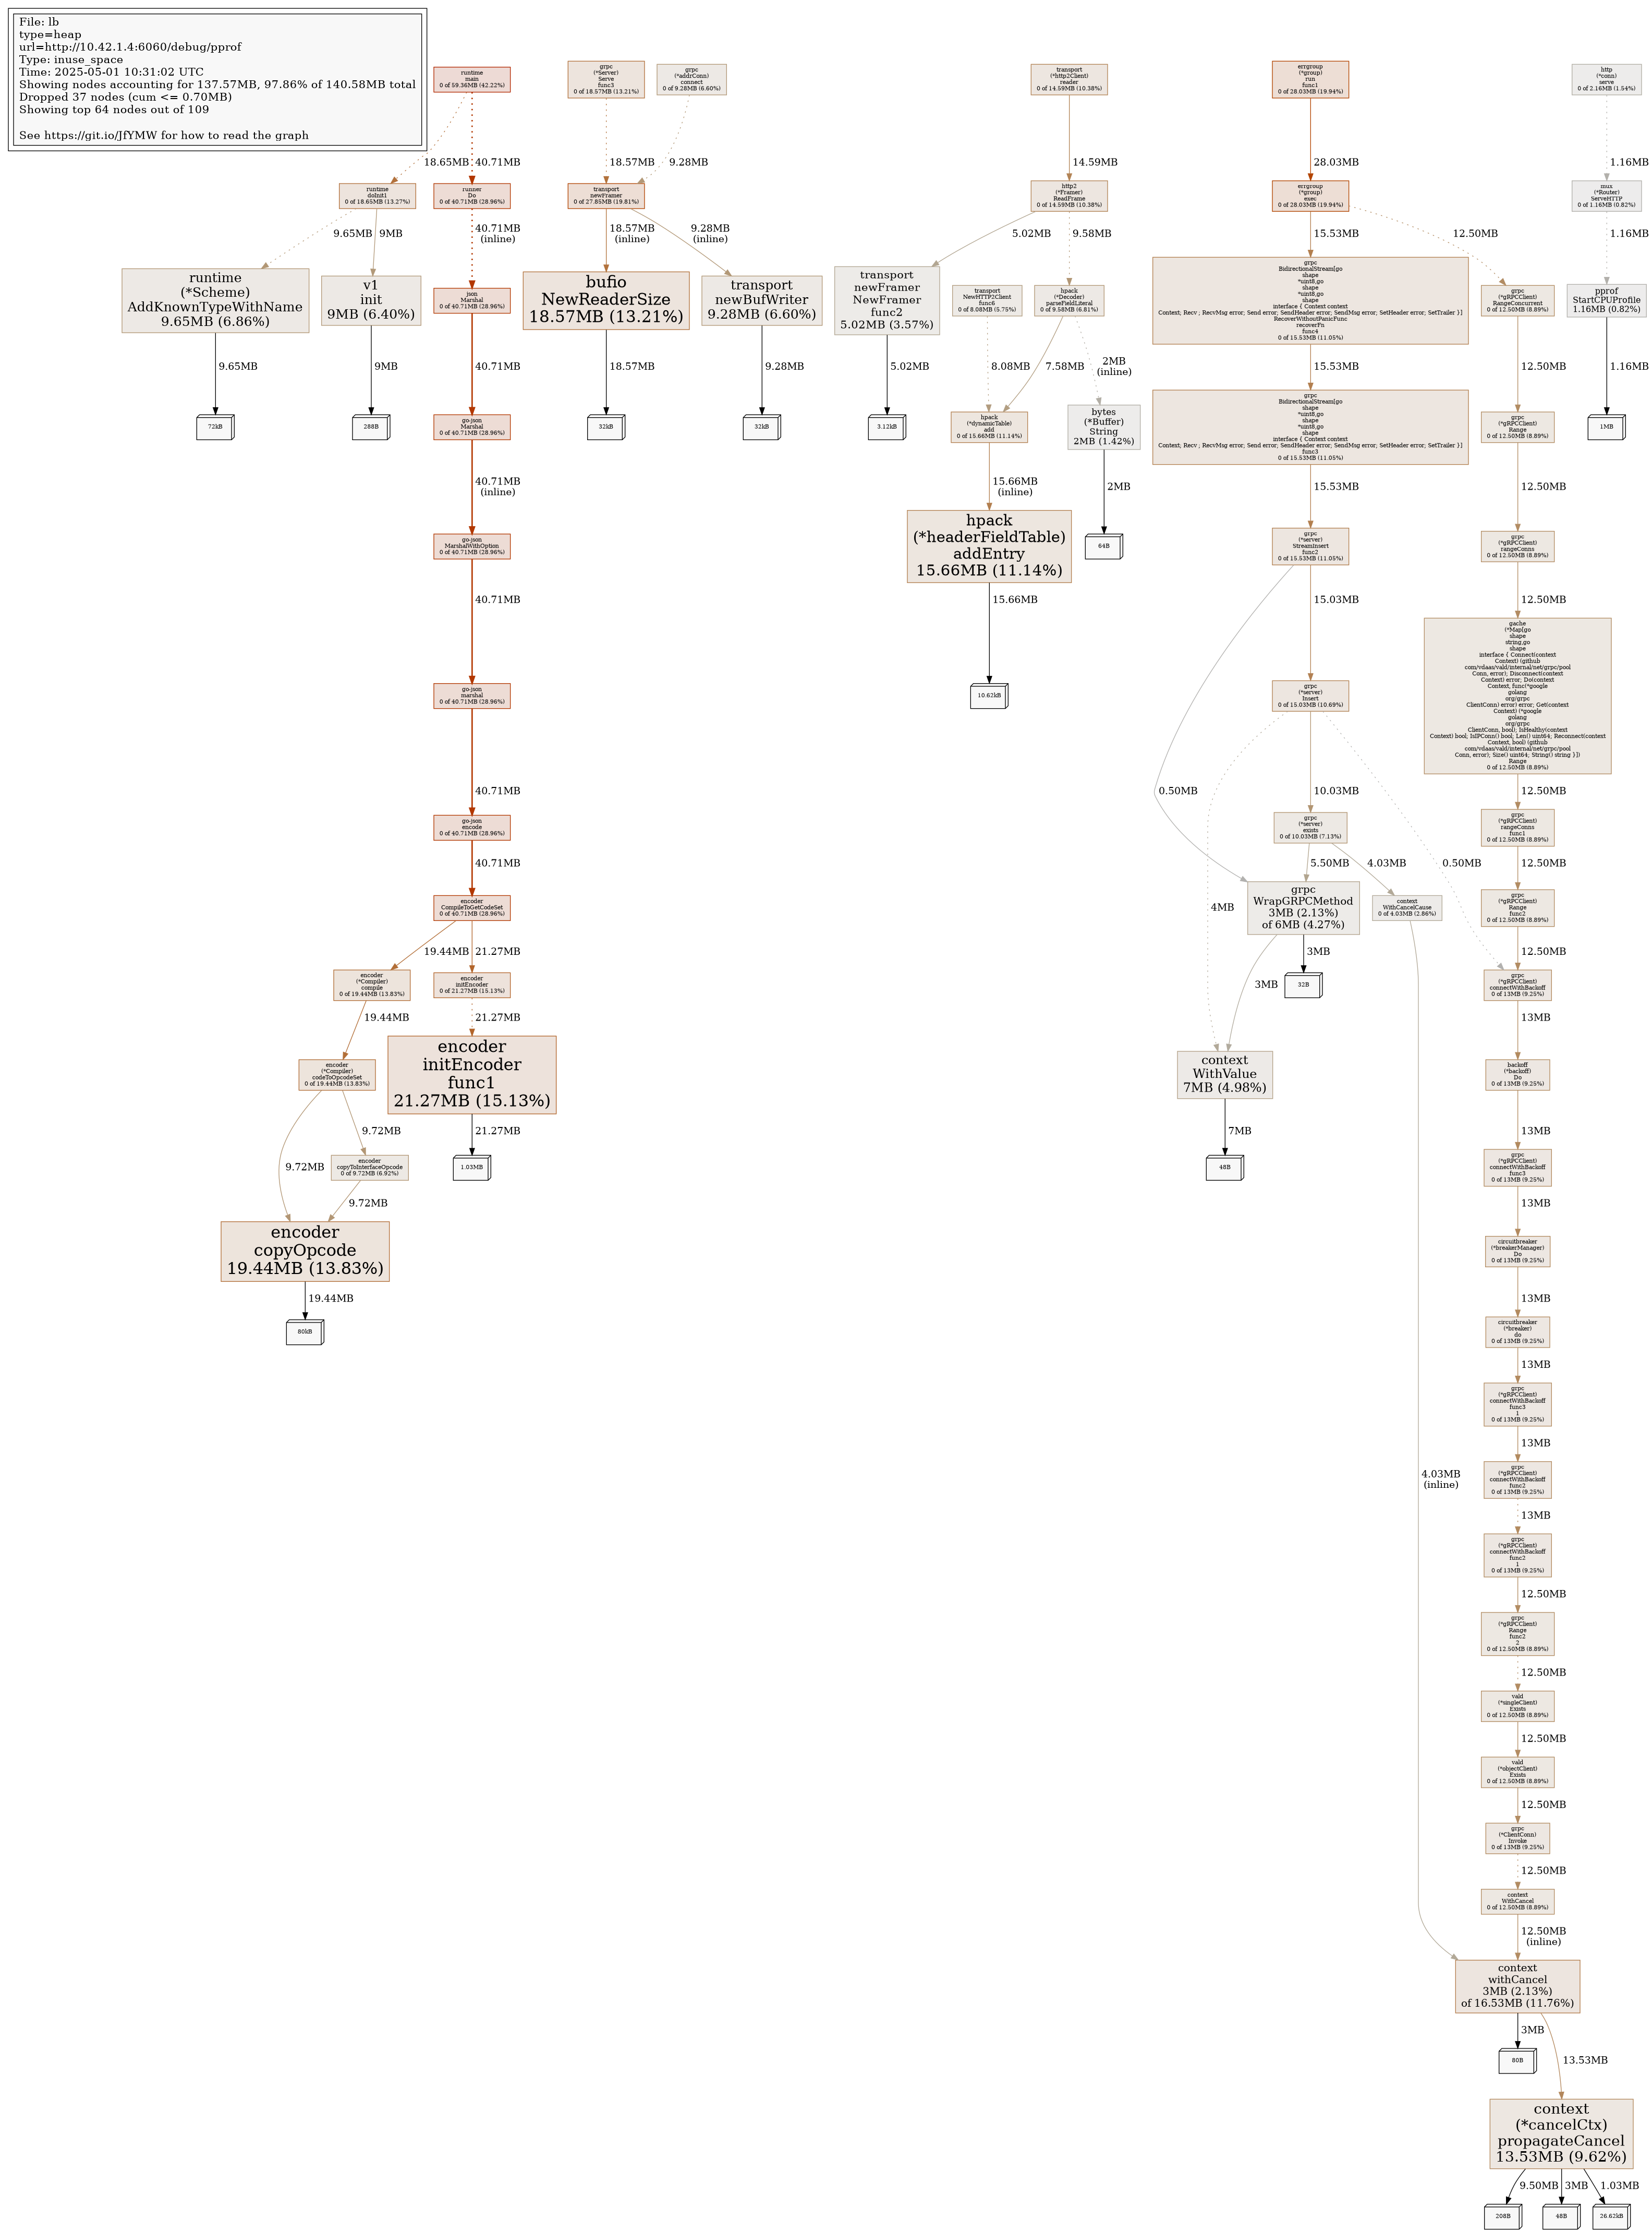 File: lb
type=heap
url=http://10.42.1.4:6060/debug/pprof
Type: inuse_space
Time: 2025-05-01 10:31:02 UTC
Showing nodes accounting for 137.57MB, 97.86% of 140.58MB total
Dropped 37 nodes (cum <= 0.70MB)
Showing top 64 nodes out of 109
See https://git.io/JfYMW for how to read the graph
runtime
main
0 of 59.36MB (42.22%)
18.65MB
40.71MB
runtime
doInit1
0 of 18.65MB (13.27%)
9.65MB
9MB
runtime
(*Scheme)
AddKnownTypeWithName
9.65MB (6.86%)
9.65MB
72kB
v1
init
9MB (6.40%)
9MB
288B
runner
Do
0 of 40.71MB (28.96%)
40.71MB
(inline)
json
Marshal
0 of 40.71MB (28.96%)
40.71MB
go-json
Marshal
0 of 40.71MB (28.96%)
40.71MB
(inline)
go-json
MarshalWithOption
0 of 40.71MB (28.96%)
40.71MB
go-json
marshal
0 of 40.71MB (28.96%)
40.71MB
go-json
encode
0 of 40.71MB (28.96%)
40.71MB
encoder
CompileToGetCodeSet
0 of 40.71MB (28.96%)
19.44MB
21.27MB
encoder
(*Compiler)
compile
0 of 19.44MB (13.83%)
19.44MB
encoder
(*Compiler)
codeToOpcodeSet
0 of 19.44MB (13.83%)
9.72MB
9.72MB
encoder
copyToInterfaceOpcode
0 of 9.72MB (6.92%)
9.72MB
encoder
copyOpcode
19.44MB (13.83%)
19.44MB
80kB
encoder
initEncoder
0 of 21.27MB (15.13%)
21.27MB
encoder
initEncoder
func1
21.27MB (15.13%)
21.27MB
1.03MB
grpc
(*Server)
Serve
func3
0 of 18.57MB (13.21%)
18.57MB
grpc
(*addrConn)
connect
0 of 9.28MB (6.60%)
9.28MB
transport
newFramer
0 of 27.85MB (19.81%)
18.57MB
(inline)
9.28MB
(inline)
bufio
NewReaderSize
18.57MB (13.21%)
18.57MB
32kB
transport
newBufWriter
9.28MB (6.60%)
9.28MB
32kB
transport
(*http2Client)
reader
0 of 14.59MB (10.38%)
14.59MB
http2
(*Framer)
ReadFrame
0 of 14.59MB (10.38%)
5.02MB
9.58MB
transport
newFramer
NewFramer
func2
5.02MB (3.57%)
5.02MB
3.12kB
transport
NewHTTP2Client
func6
0 of 8.08MB (5.75%)
8.08MB
hpack
(*Decoder)
parseFieldLiteral
0 of 9.58MB (6.81%)
7.58MB
2MB
(inline)
hpack
(*dynamicTable)
add
0 of 15.66MB (11.14%)
15.66MB
(inline)
bytes
(*Buffer)
String
2MB (1.42%)
2MB
64B
hpack
(*headerFieldTable)
addEntry
15.66MB (11.14%)
15.66MB
10.62kB
errgroup
(*group)
run
func1
0 of 28.03MB (19.94%)
28.03MB
errgroup
(*group)
exec
0 of 28.03MB (19.94%)
15.53MB
12.50MB
grpc
BidirectionalStream[go
shape
*uint8,go
shape
*uint8,go
shape
interface { Context context
Context; Recv ; RecvMsg error; Send error; SendHeader error; SendMsg error; SetHeader error; SetTrailer }]
RecoverWithoutPanicFunc
recoverFn
func4
0 of 15.53MB (11.05%)
15.53MB
grpc
BidirectionalStream[go
shape
*uint8,go
shape
*uint8,go
shape
interface { Context context
Context; Recv ; RecvMsg error; Send error; SendHeader error; SendMsg error; SetHeader error; SetTrailer }]
func3
0 of 15.53MB (11.05%)
15.53MB
grpc
(*server)
StreamInsert
func2
0 of 15.53MB (11.05%)
0.50MB
15.03MB
grpc
(*server)
Insert
0 of 15.03MB (10.69%)
4MB
10.03MB
0.50MB
grpc
(*server)
exists
0 of 10.03MB (7.13%)
5.50MB
4.03MB
grpc
WrapGRPCMethod
3MB (2.13%)
of 6MB (4.27%)
3MB
3MB
32B
context
WithValue
7MB (4.98%)
7MB
48B
context
WithCancelCause
0 of 4.03MB (2.86%)
4.03MB
(inline)
grpc
(*gRPCClient)
RangeConcurrent
0 of 12.50MB (8.89%)
12.50MB
grpc
(*gRPCClient)
Range
0 of 12.50MB (8.89%)
12.50MB
grpc
(*gRPCClient)
rangeConns
0 of 12.50MB (8.89%)
12.50MB
gache
(*Map[go
shape
string,go
shape
interface { Connect(context
Context) (github
com/vdaas/vald/internal/net/grpc/pool
Conn, error); Disconnect(context
Context) error; Do(context
Context, func(*google
golang
org/grpc
ClientConn) error) error; Get(context
Context) (*google
golang
org/grpc
ClientConn, bool); IsHealthy(context
Context) bool; IsIPConn() bool; Len() uint64; Reconnect(context
Context, bool) (github
com/vdaas/vald/internal/net/grpc/pool
Conn, error); Size() uint64; String() string }])
Range
0 of 12.50MB (8.89%)
12.50MB
grpc
(*gRPCClient)
rangeConns
func1
0 of 12.50MB (8.89%)
12.50MB
grpc
(*gRPCClient)
Range
func2
0 of 12.50MB (8.89%)
12.50MB
grpc
(*gRPCClient)
connectWithBackoff
0 of 13MB (9.25%)
13MB
backoff
(*backoff)
Do
0 of 13MB (9.25%)
13MB
grpc
(*gRPCClient)
connectWithBackoff
func3
0 of 13MB (9.25%)
13MB
circuitbreaker
(*breakerManager)
Do
0 of 13MB (9.25%)
13MB
circuitbreaker
(*breaker)
do
0 of 13MB (9.25%)
13MB
grpc
(*gRPCClient)
connectWithBackoff
func3
1
0 of 13MB (9.25%)
13MB
grpc
(*gRPCClient)
connectWithBackoff
func2
0 of 13MB (9.25%)
13MB
grpc
(*gRPCClient)
connectWithBackoff
func2
1
0 of 13MB (9.25%)
12.50MB
grpc
(*gRPCClient)
Range
func2
2
0 of 12.50MB (8.89%)
12.50MB
vald
(*singleClient)
Exists
0 of 12.50MB (8.89%)
12.50MB
vald
(*objectClient)
Exists
0 of 12.50MB (8.89%)
12.50MB
grpc
(*ClientConn)
Invoke
0 of 13MB (9.25%)
12.50MB
context
WithCancel
0 of 12.50MB (8.89%)
12.50MB
(inline)
context
withCancel
3MB (2.13%)
of 16.53MB (11.76%)
3MB
80B
13.53MB
context
(*cancelCtx)
propagateCancel
13.53MB (9.62%)
9.50MB
3MB
1.03MB
208B
48B
26.62kB
http
(*conn)
serve
0 of 2.16MB (1.54%)
1.16MB
mux
(*Router)
ServeHTTP
0 of 1.16MB (0.82%)
1.16MB
pprof
StartCPUProfile
1.16MB (0.82%)
1.16MB
1MB